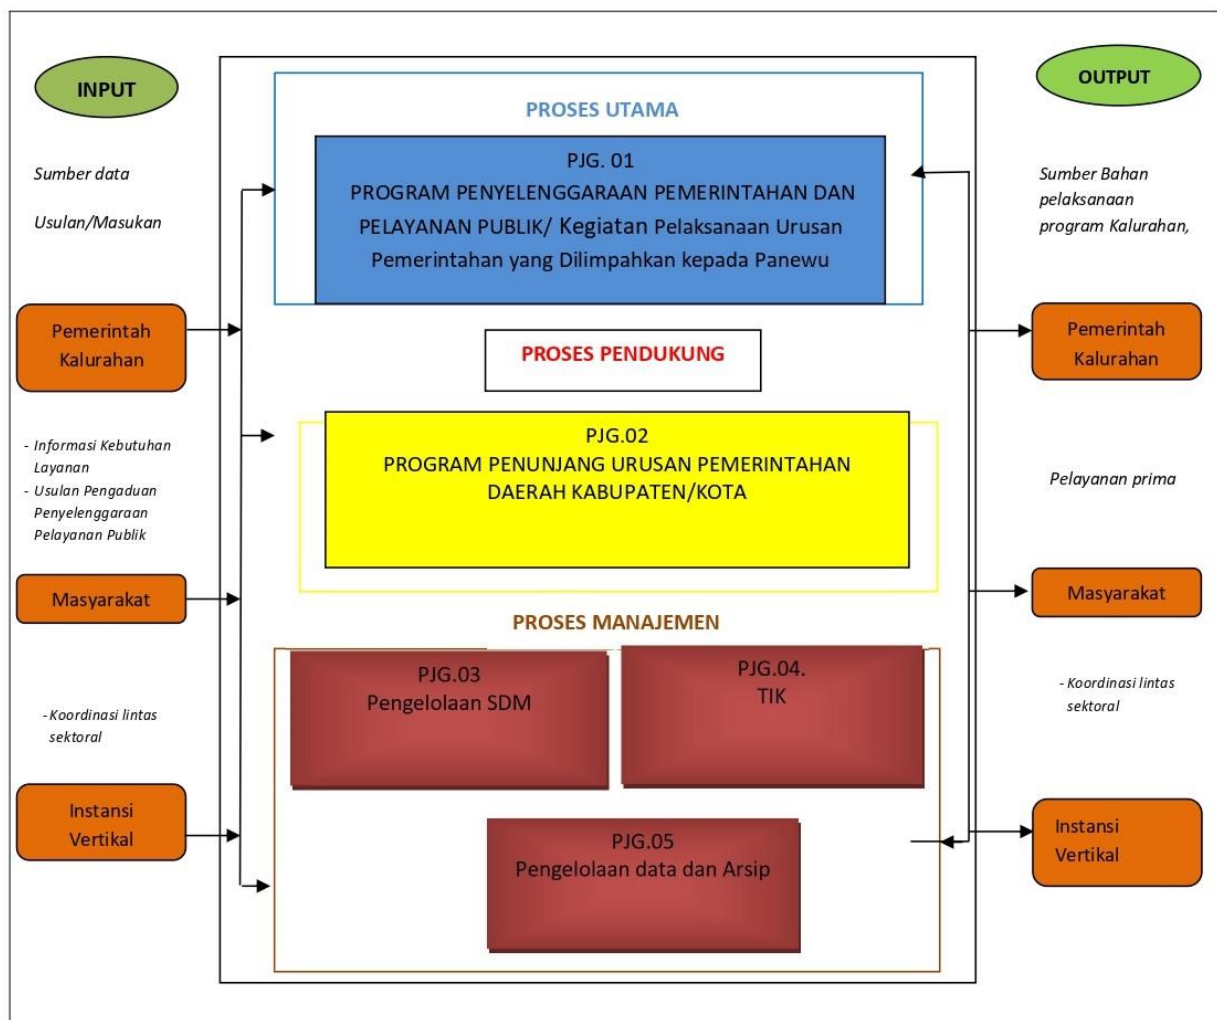 INPUT
Sumber data
Usulan/Masukan
Pemerintah
Kalurahan
- Informasi Kebutuhan
Layanan
- Usulan Pengaduan
Penyelenggaraan
Pelayanan Publik
Masyarakat
- Koordinasi lintas
sektoral
Instansi
Vertikal
PROSES UTAMA
PJG. 01
PROGRAM PENYELENGGARAAN PEMERINTAHAN DAN
PELAYANAN PUBLIK/ Kegiatan Pelaksanaan Urusan
Pemerintahan yang Dilimpahkan kepada Panewu
PROSES PENDUKUNG
PJG.02
PROGRAM PENUNJANG URUSAN PEMERINTAHAN
DAERAH KABUPATEN/KOTA
PROSES MANAJEMEN
PJG.03
Pengelolaan SDM
PJG.04.
TIK
PJG.05
Pengelolaan data dan Arsip
OUTPUT
Sumber Bahan
pelaksanaan
program Kalurahan,
Pemerintah
Kalurahan
Pelayanan prima
Masyarakat
- Koordinasi lintas
sektoral
Instansi
Vertikal